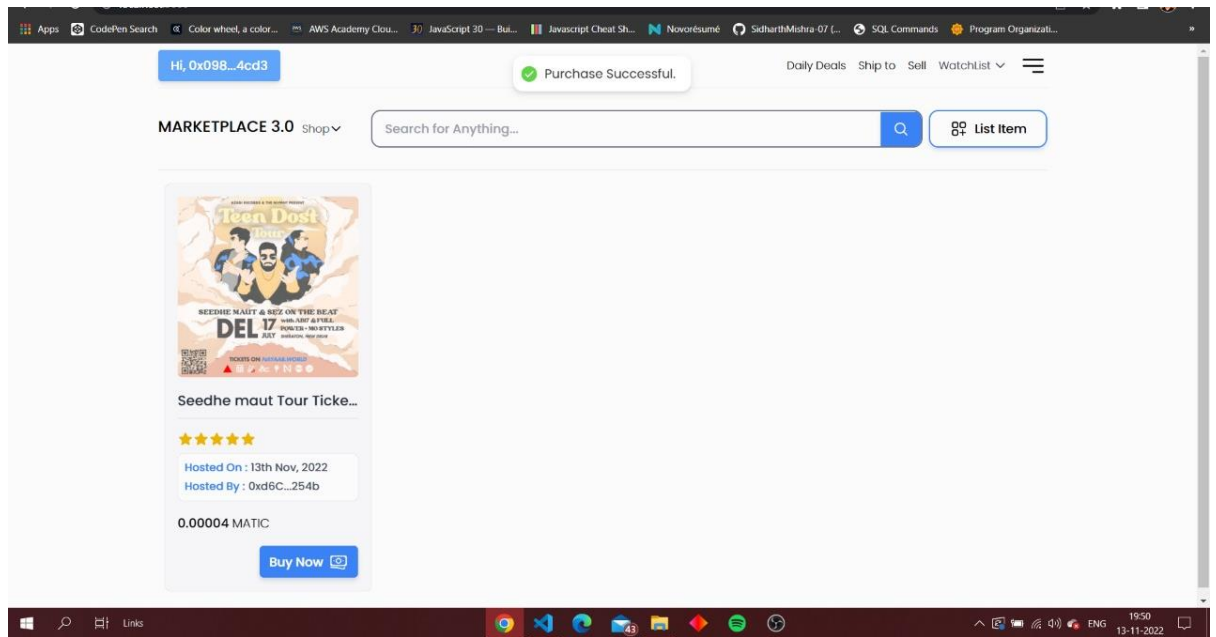 Apps CodePen Search Color wheel, a color... AWS Academy Clou... JavaScript 30 — Bui... Javascript Cheat Sh... Novorésumé SidharthMishra-07 (... SQL Commands Program Organizati... »
Hi, 0x098...4cd3
Purchase Successful.
Daily Deals Ship to Sell WatchList
MARKETPLACE 3.0 Shop
Search for Anything...
List Item
Teen Dost
Tour
SEEDHE MAUT & SEZ ON THE BEAT
DEL 17 JULY
TICKETS ON
Seedhe maut Tour Ticke...
Hosted On : 13th Nov, 2022
Hosted By : 0xd6C...254b
0.00004 MATIC
Buy Now
Links
43
ENG
19:50
13-11-2022